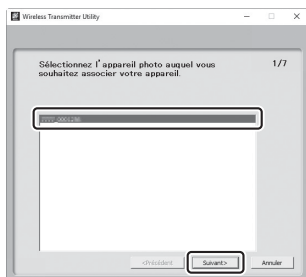 Wireless Transmitter Utility
Sélectionnez l'appareil photo auquel vous
souhaitez associer votre appareil.
1/7
<Précédent
Suivant>
Annuler